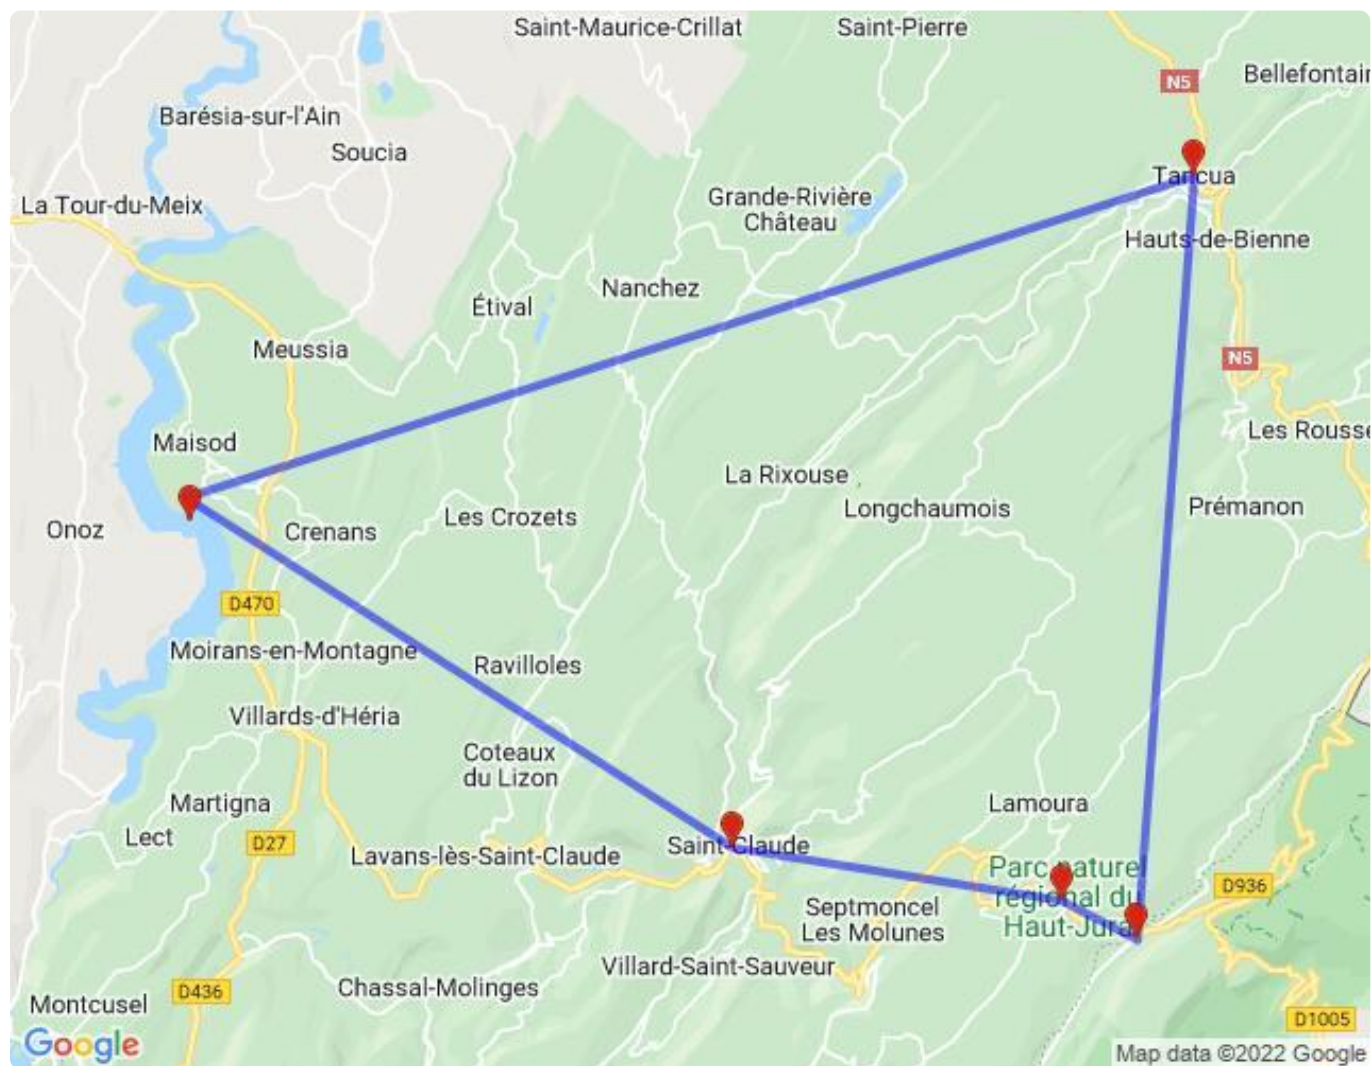 Saint-Maurice-Crillat
Saint-Pierre
N5
Bellefontain
Barésia-sur-l'Ain
Soucia
Tancua
La Tour-du-Meix
Grande-Rivière
Château
Hauts-de-Bienne
Nanchez
Étival
Meussia
N5
Maisod
Les Rousse
La Rixouse
Longchaumois
Prémanon
Onoz
Crenans
Les Crozets
D470
Moirans-en-Montagne
Ravilloles
Villards-d'Héria
Coteaux
du Lizon
Martigna
Lamoura
Lect
D27
Lavans-lès-Saint-Claude
Saint-Claude
Parc naturel
régional du
Haut-Jura
D936
Septmoncel
Les Molunes
Villard-Saint-Sauveur
Chassal-Molinges
D436
Montcusel
D1005
Google
Map data ©2022 Google